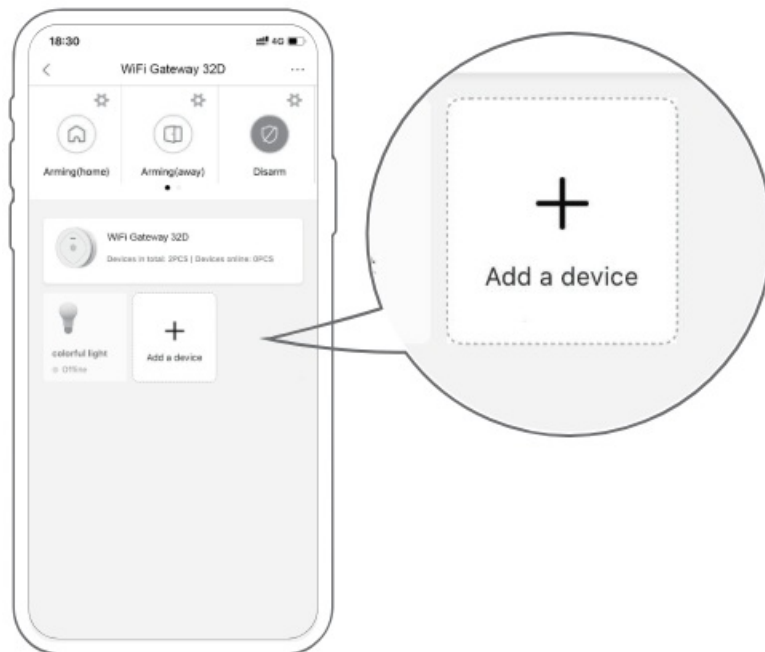 18:30 4G
WiFi Gateway 32D
Arming(home) Arming(away) Disarm
WiFi Gateway 32D
Devices in total: 2PCS | Devices online: 0PCS
colorful light
Offline
Add a device
Add a device